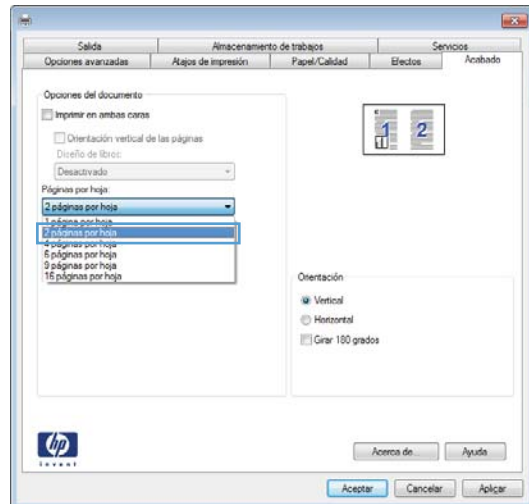 Salida Almacenamiento de trabajos Servicios
Opciones avanzadas Atajos de impresión Papel/Calidad Efectos Acabado
Opciones del documento
Imprimir en ambas caras
Orientación vertical de las páginas
Diseño de libros:
Desactivado
Páginas por hoja:
2 páginas por hoja
1 página por hoja
2 páginas por hoja
4 páginas por hoja
6 páginas por hoja
9 páginas por hoja
16 páginas por hoja
1 2
Orientación
Vertical
Horizontal
Girar 180 grados
hp
invent
Acerca de... Ayuda
Aceptar Cancelar Aplicar